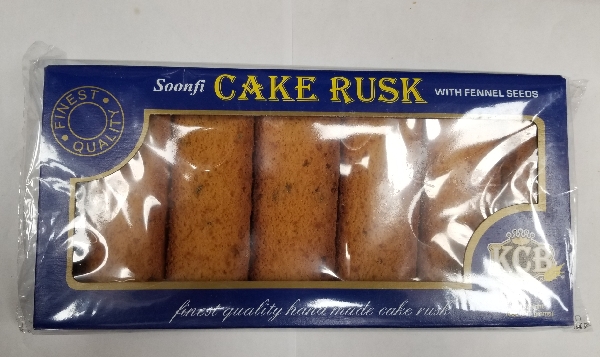 Soonfi CAKE RUSK WITH FENNEL SEEDS
FINEST
QUALITY
KCB
finest quality hand made cake rusk